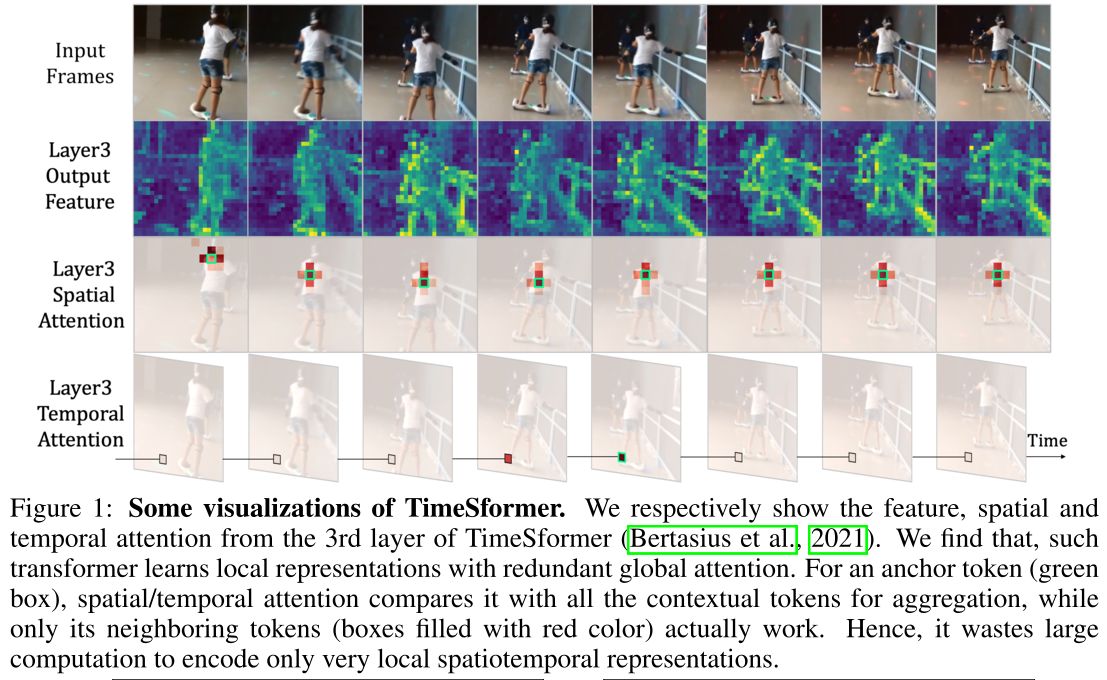 Input
Frames
Layer3
Output
Feature
Layer3
Spatial
Attention
Layer3
Temporal
Attention
Time
Figure 1: Some visualizations of TimeSformer. We respectively show the feature, spatial and
temporal attention from the 3rd layer of TimeSformer (Bertasius et al., 2021). We find that, such
transformer learns local representations with redundant global attention. For an anchor token (green
box), spatial/temporal attention compares it with all the contextual tokens for aggregation, while
only its neighboring tokens (boxes filled with red color) actually work. Hence, it wastes large
computation to encode only very local spatiotemporal representations.